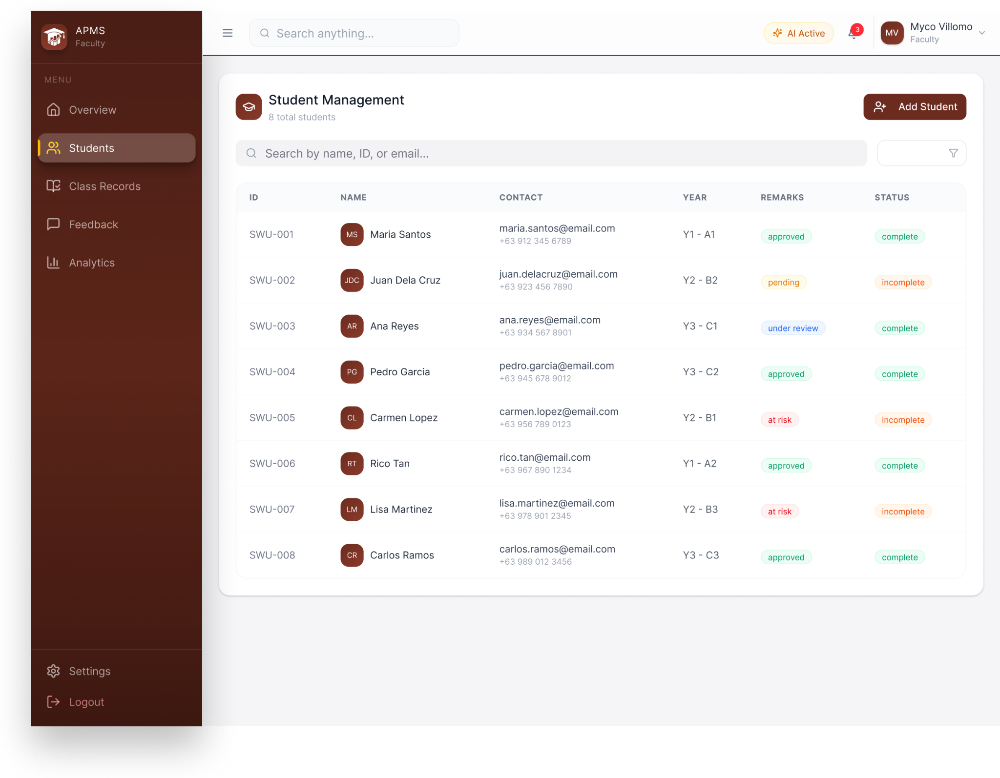 APMS
Faculty
MENU
Overview
Students
Class Records
Feedback
Analytics
Settings
Logout
Search anything...
AI Active
3
MV
Myco Villomo
Faculty
Student Management
8 total students
Add Student
Search by name, ID, or email...
ID NAME CONTACT YEAR REMARKS STATUS
SWU-001 MS Maria Santos maria.santos@email.com Y1 - A1 approved complete
+63 912 345 6789
SWU-002 JDC Juan Dela Cruz juan.delacruz@email.com Y2 - B2 pending incomplete
+63 923 456 7890
SWU-003 AR Ana Reyes ana.reyes@email.com Y3 - C1 under review complete
+63 934 567 8901
SWU-004 PG Pedro Garcia pedro.garcia@email.com Y3 - C2 approved complete
+63 945 678 9012
SWU-005 CL Carmen Lopez carmen.lopez@email.com Y2 - B1 at risk incomplete
+63 956 789 0123
SWU-006 RT Rico Tan rico.tan@email.com Y1 - A2 approved complete
+63 967 890 1234
SWU-007 LM Lisa Martinez lisa.martinez@email.com Y2 - B3 at risk incomplete
+63 978 901 2345
SWU-008 CR Carlos Ramos carlos.ramos@email.com Y3 - C3 approved complete
+63 989 012 3456